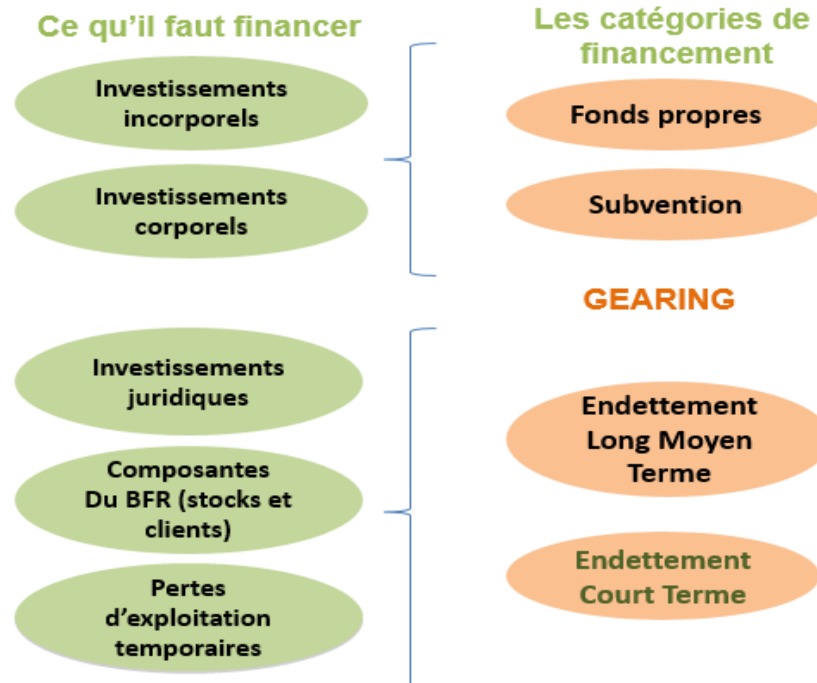 Ce qu'il faut financer
Investissements
incorporels
Investissements
corporels
Investissements
juridiques
Composantes
Du BFR (stocks et
clients)
Pertes
d'exploitation
temporaires
Les catégories de
financement
Fonds propres
Subvention
GEARING
Endettement
Long Moyen
Terme
Endettement
Court Terme